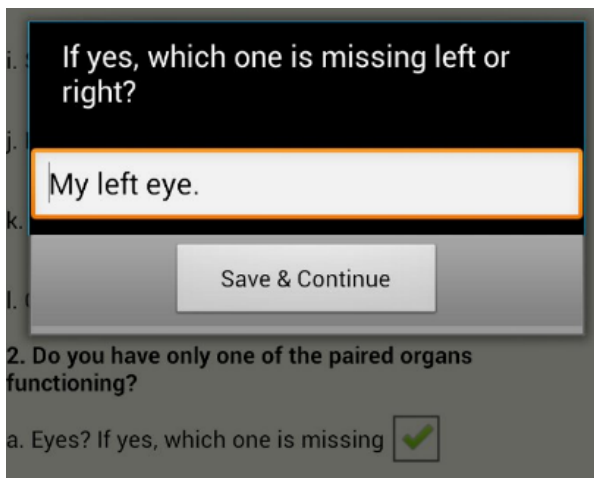 If yes, which one is missing left or
right?
i.
j.
My left eye.
k.
Save & Continue
l.
2. Do you have only one of the paired organs
functioning?
a. Eyes? If yes, which one is missing